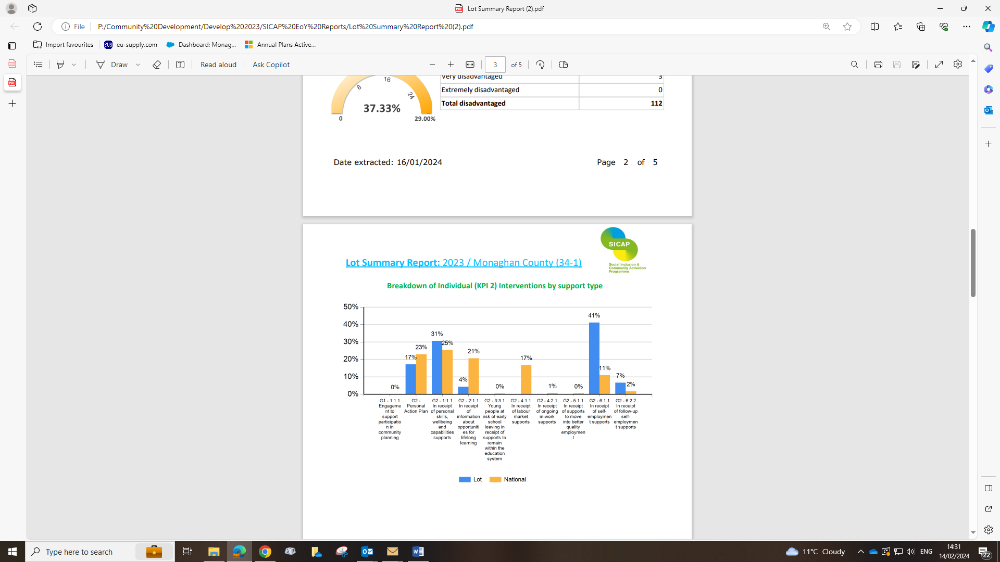 Lot Summary Report (2).pdf
File
P:/Community%20Development/Develop%202023/SICAP%20EoY%20Reports/Lot%20Summary%20Report%20(2).pdf
Import favourites
eu-supply.com
Dashboard: Monag...
Annual Plans Active...
Draw
Read aloud
Ask Copilot
3 of 5
Very disadvantaged 3
Extremely disadvantaged 0
Total disadvantaged 112
8
16
24
37.33%
0
29.00%
Date extracted: 16/01/2024
Page 2 of 5
SICAP
Social Inclusion &
Community Activation
Programme
Lot Summary Report: 2023 / Monaghan County (34-1)
Breakdown of Individual (KPI 2) Interventions by support type
50%
40%
30%
20%
10%
0%
0%
17%
23%
31%
25%
4%
21%
0%
17%
1%
0%
41%
11%
7%
2%
G1 - 1:1.1
Engageme
nt to
support
participatio
n in
community
planning
G2 -
Personal
Action Plan
G2 - 1:1.1
In receipt
of personal
skills,
wellbeing
and
capabilities
supports
G2 - 2:1.1
In receipt
of
information
about
opportuniti
es for
lifelong
learning
G2 - 3:3.1
Young
people at
risk of early
school
leaving in
receipt of
supports to
remain
within the
education
system
G2 - 4:1.1
In receipt
of labour
market
supports
G2 - 4:2.1
In receipt
of ongoing
in-work
supports
G2 - 5.1.1
In receipt
of supports
to move
into better
quality
employmen
t
G2 - 6:1.1
In receipt
of self-
employmen
t supports
G2 - 6:2.2
In receipt
of follow-up
self-
employmen
t supports
Lot
National
Type here to search
11°C Cloudy
ENG
14:31
14/02/2024
22